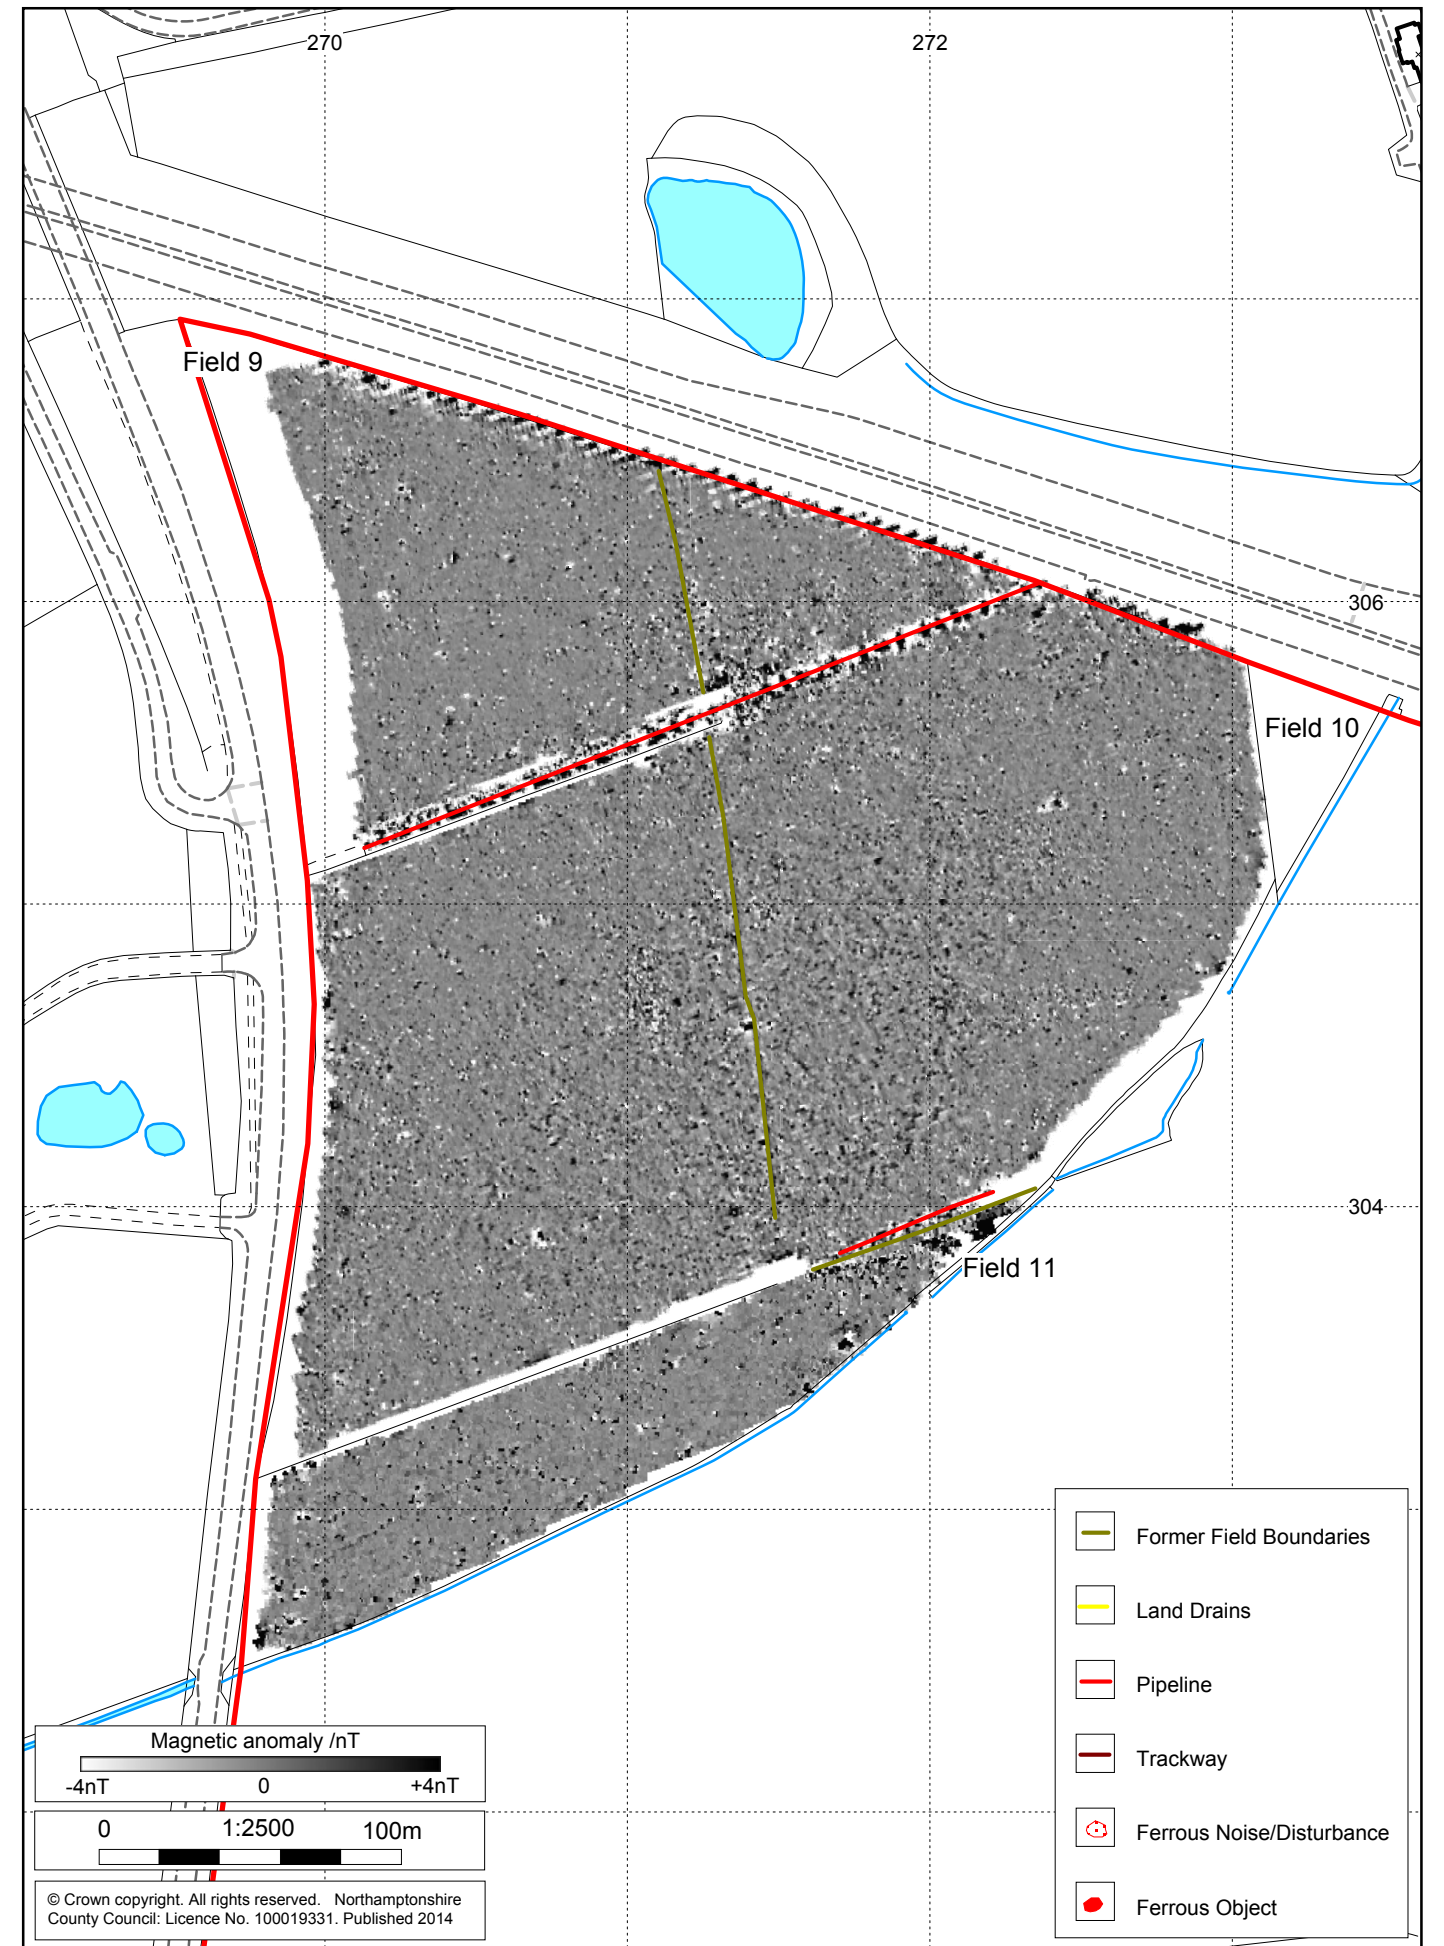 270
272
Field 9
306
Field 10
304
Field 11
Former Field Boundaries
Land Drains
Pipeline
Trackway
Ferrous Noise/Disturbance
Ferrous Object
Magnetic anomaly /nT
-4nT 0 +4nT
0 1:2500 100m
© Crown copyright. All rights reserved. Northamptonshire
County Council: Licence No. 100019331. Published 2014